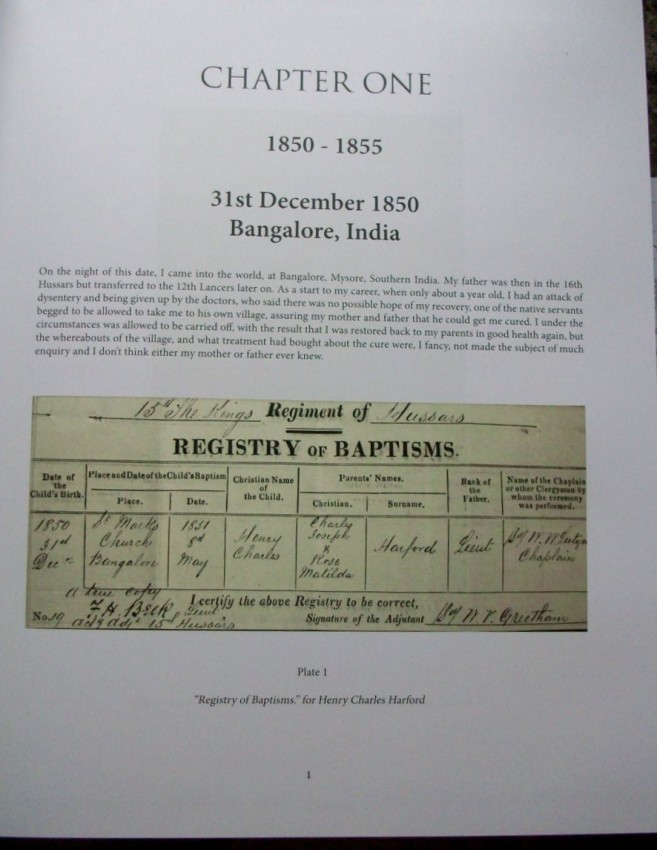 CHAPTER ONE
1850 - 1855
31st December 1850
Bangalore, India
On the night of this date, I came into the world, at Bangalore, Mysore, Southern India. My father was then in the 16th
Hussars but transferred to the 12th Lancers later on. As a start to my career, when only about a year old, I had an attack of
dysentery and being given up by the doctors, who said there was no possible hope of my recovery, one of the native servants
begged to be allowed to take me to his own village, assuring my mother and father that he could get me cured. I under the
circumstances was allowed to be carried off, with the result that I was restored back to my parents in good health again, but
the whereabouts of the village, and what treatment had bought about the cure were, I fancy, not made the subject of much
enquiry and I don't think either my mother or father ever knew.
15th The Kings Regiment of Hussars
REGISTRY OF BAPTISMS.
Date of the Child's Birth.
Place and Date of the Child's Baptism
Place.
Date.
Christian Name of the Child.
Parents' Names.
Christian.
Surname.
Rank of the Father.
Name of the Chaplain or other Clergyman by whom the ceremony was performed.
1850
31st
Decr
St Marks
Church
Bangalore
1851
8d
May
Henry
Charles
Charles
Joseph
&
Rose
Matilda
Harford
Lieut
Chaplain
a true copy
I certify the above Registry to be correct,
No. 19
F.H. Beek Lieut
adjt 15th Hussars
Signature of the Adjutant
W. V. Greetham
Plate 1
"Registry of Baptisms." for Henry Charles Harford
1